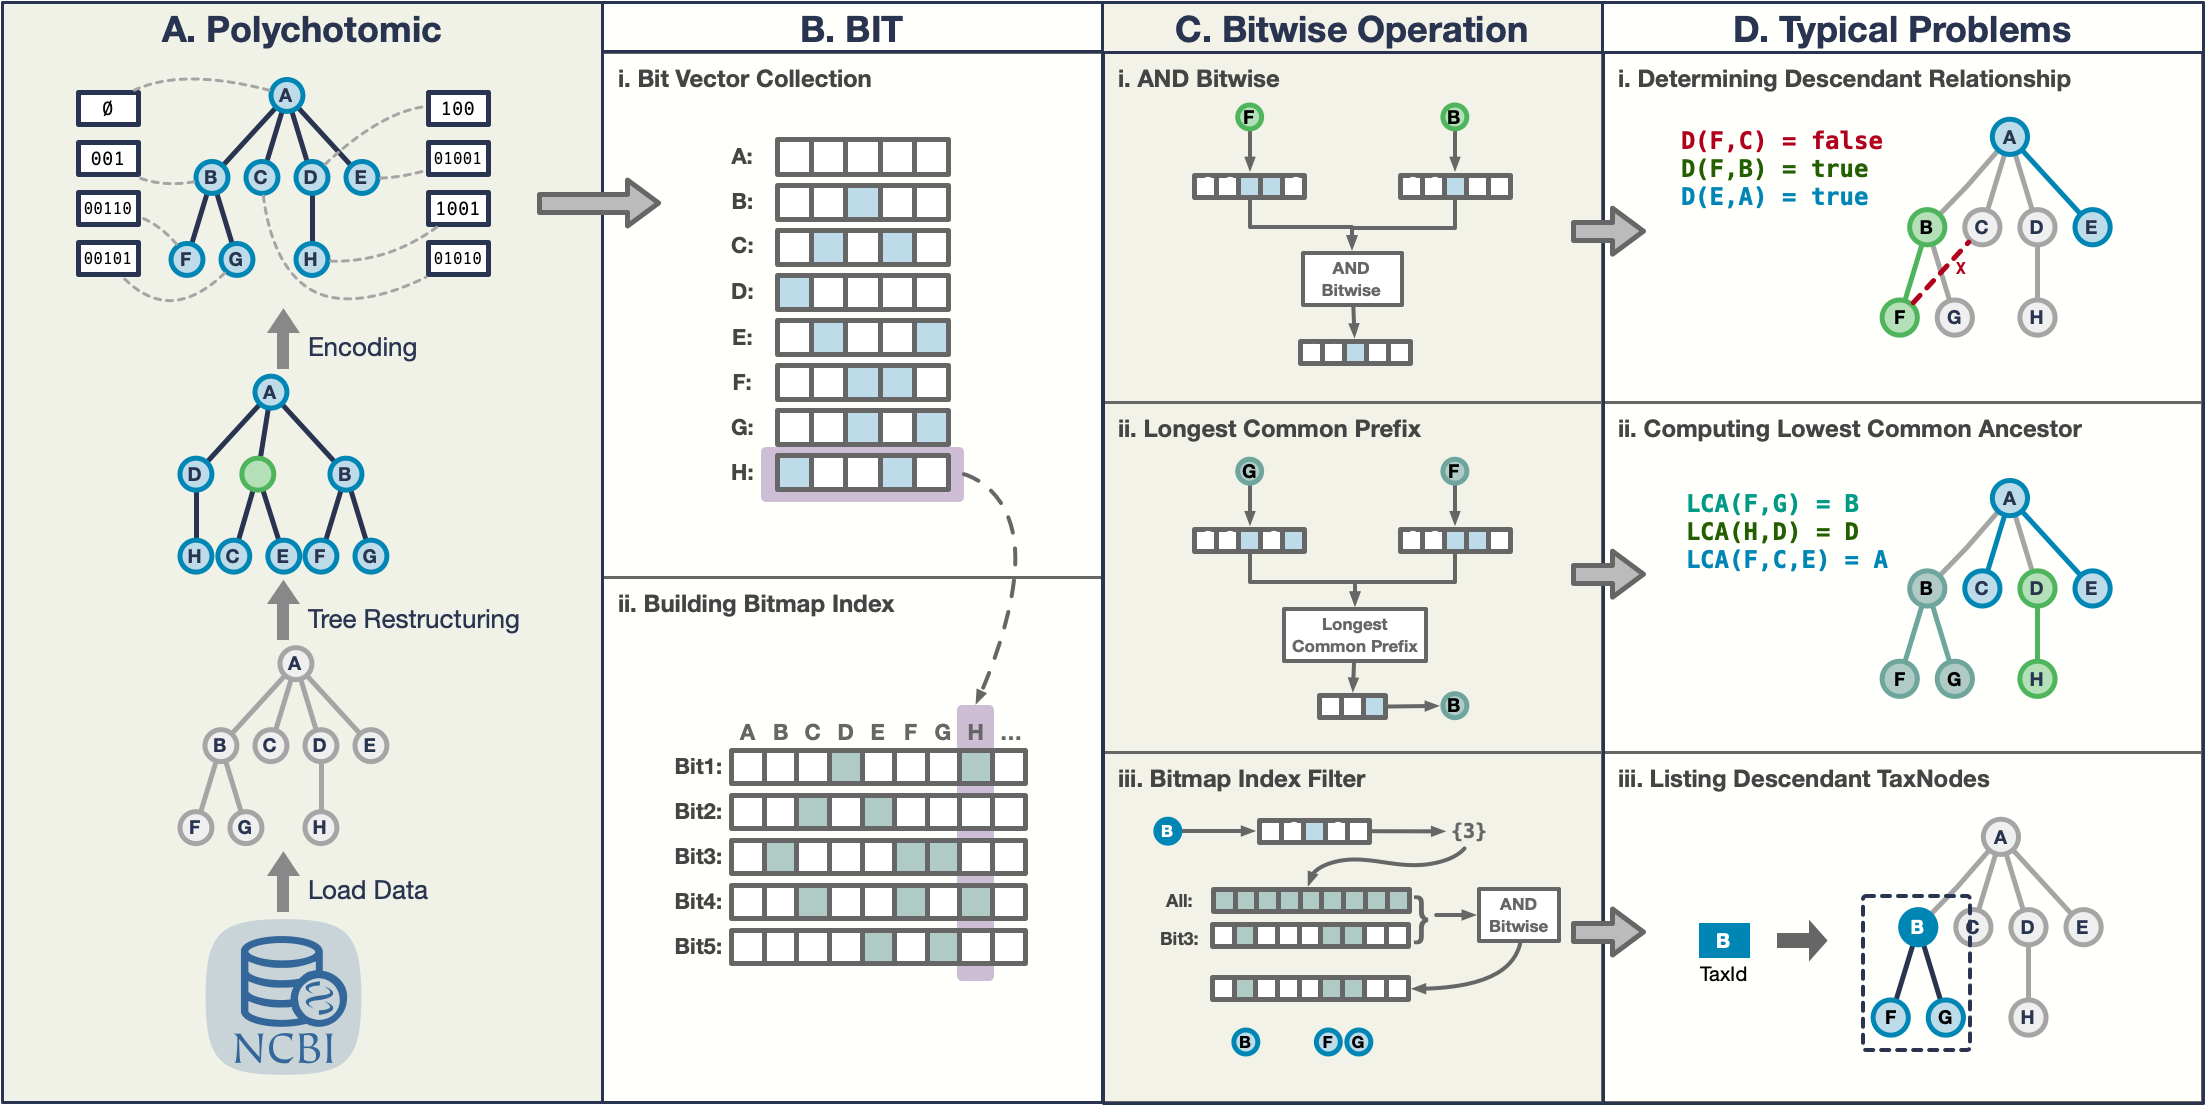 A. Polychotomic
Ø
001
00110
00101
A
B C D E
F G H
100
01001
1001
01010
Encoding
A
D B
H C E F G
Tree Restructuring
A
B C D E
F G H
Load Data
NCBI
B. BIT
i. Bit Vector Collection
A:
B:
C:
D:
E:
F:
G:
H:
ii. Building Bitmap Index
A B C D E F G H ...
Bit1:
Bit2:
Bit3:
Bit4:
Bit5:
C. Bitwise Operation
i. AND Bitwise
F B
AND
Bitwise
ii. Longest Common Prefix
G F
Longest
Common Prefix
B
iii. Bitmap Index Filter
B {3}
All:
Bit3:
}
AND
Bitwise
B F G
D. Typical Problems
i. Determining Descendant Relationship
D(F,C) = false
D(F,B) = true
D(E,A) = true
A
B C D E
X
F G H
ii. Computing Lowest Common Ancestor
LCA(F,G) = B
LCA(H,D) = D
LCA(F,C,E) = A
A
B C D E
F G H
iii. Listing Descendant TaxNodes
B
TaxId
A
B C D E
F G H